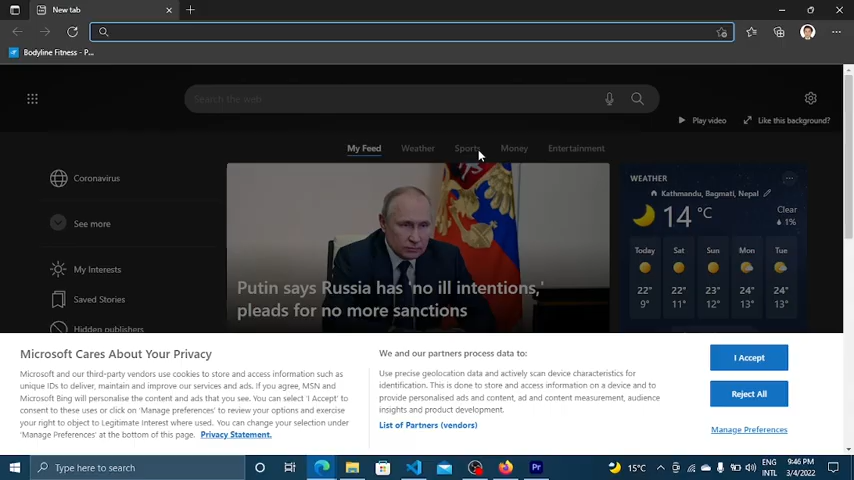 New tab
Bodyline Fitness - P...
Search the web
Play video
Like this background?
My Feed Weather Sports Money Entertainment
Coronavirus
See more
My Interests
Saved Stories
Hidden publishers
Putin says Russia has 'no ill intentions,'
pleads for no more sanctions
WEATHER
Kathmandu, Bagmati, Nepal
14 °C
Clear
1%
Today Sat Sun Mon Tue
22° 22° 23° 24° 24°
9° 11° 12° 13° 13°
Microsoft Cares About Your Privacy
Microsoft and our third-party vendors use cookies to store and access information such as
unique IDs to deliver, maintain and improve our services and ads. If you agree, MSN and
Microsoft Bing will personalise the content and ads that you see. You can select 'I Accept' to
consent to these uses or click on 'Manage preferences' to review your options and exercise
your right to object to Legitimate Interest where used. You can change your selection under
'Manage Preferences' at the bottom of this page. Privacy Statement.
We and our partners process data to:
Use precise geolocation data and actively scan device characteristics for
identification. This is done to store and access information on a device and to
provide personalised ads and content, ad and content measurement, audience
insights and product development.
List of Partners (vendors)
I Accept
Reject All
Manage Preferences
Type here to search
Pr
15°C
ENG
INTL
9:46 PM
3/4/2022